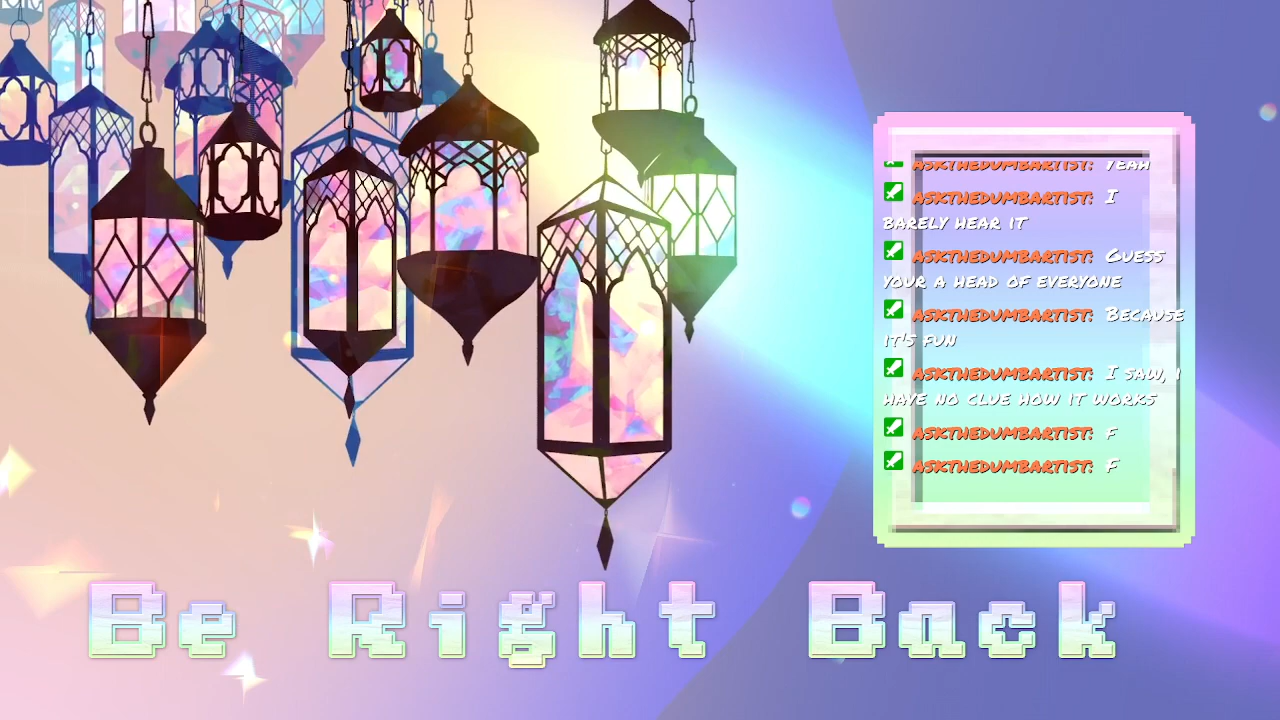 askthedumbartist: Yeah
askthedumbartist: I
barely hear it
askthedumbartist: Guess
your a head of everyone
askthedumbartist: Because
it's fun
askthedumbartist: I saw, I
have no clue how it works
askthedumbartist: F
askthedumbartist: F
Be Right Back